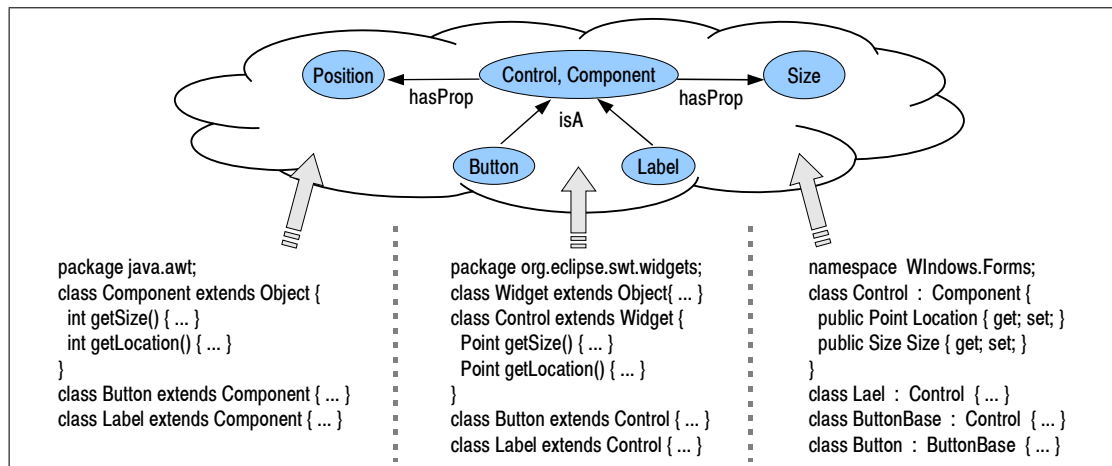 Position
Control, Component
Size
hasProp
hasProp
isA
Button
Label
package java.awt;
class Component extends Object {
int getSize() { ... }
int getLocation() { ... }
}
class Button extends Component { ... }
class Label extends Component { ... }
package org.eclipse.swt.widgets;
class Widget extends Object{ ... }
class Control extends Widget {
Point getSize() { ... }
Point getLocation() { ... }
}
class Button extends Control { ... }
class Label extends Control { ... }
namespace WIndows.Forms;
class Control : Component {
public Point Location { get; set; }
public Size Size { get; set; }
}
class Lael : Control { ... }
class ButtonBase : Control { ... }
class Button : ButtonBase { ... }